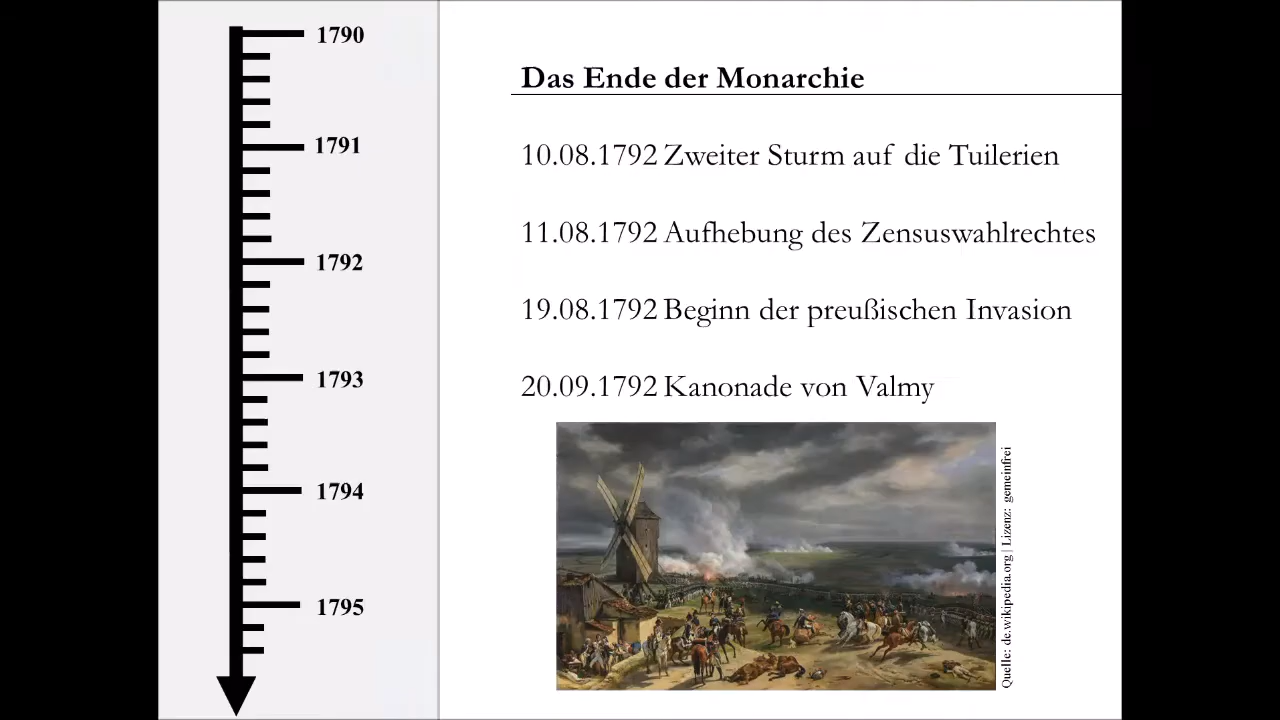 1790
1791
1792
1793
1794
1795
Das Ende der Monarchie
10.08.1792 Zweiter Sturm auf die Tuilerien
11.08.1792 Aufhebung des Zensuswahlrechtes
19.08.1792 Beginn der preußischen Invasion
20.09.1792 Kanonade von Valmy
Quelle: de.wikipedia.org | Lizenz: gemeinfrei